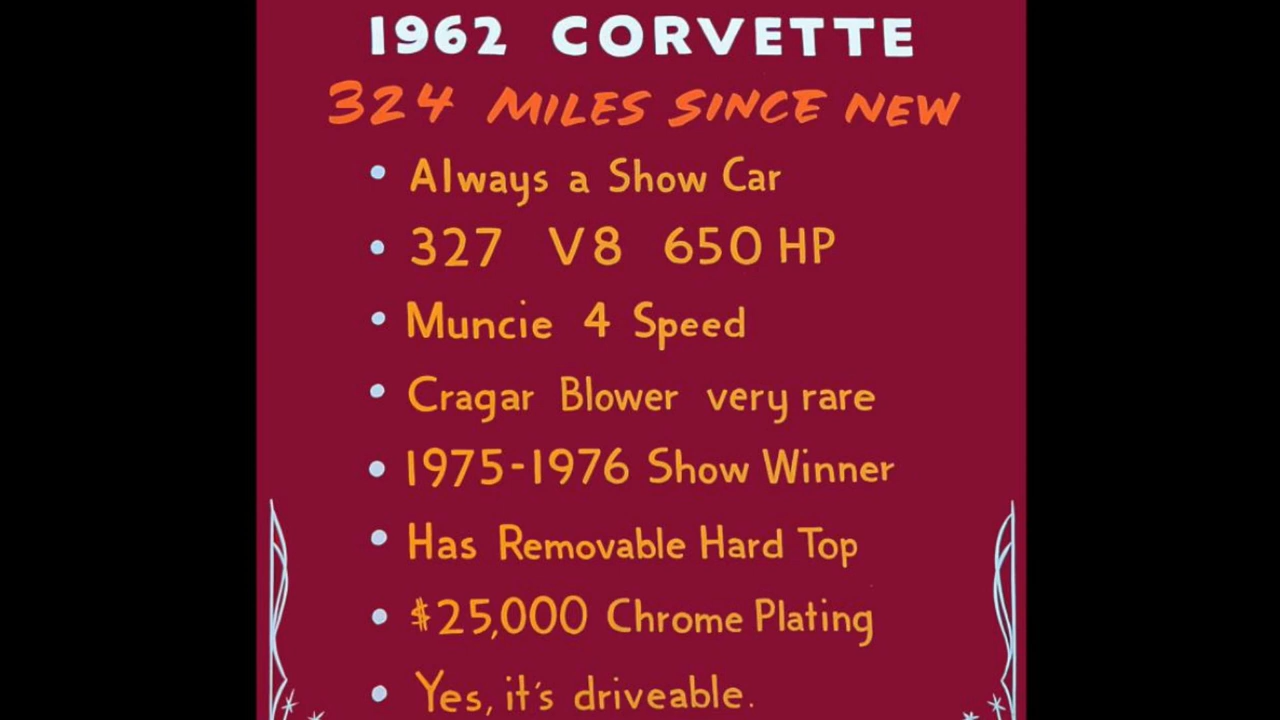 1962 CORVETTE
324 MILES SINCE NEW
• Always a Show Car
• 327 V8 650 HP
• Muncie 4 Speed
• Cragar Blower very rare
• 1975-1976 Show Winner
• Has Removable Hard Top
• $25,000 Chrome Plating
• Yes, it's driveable.